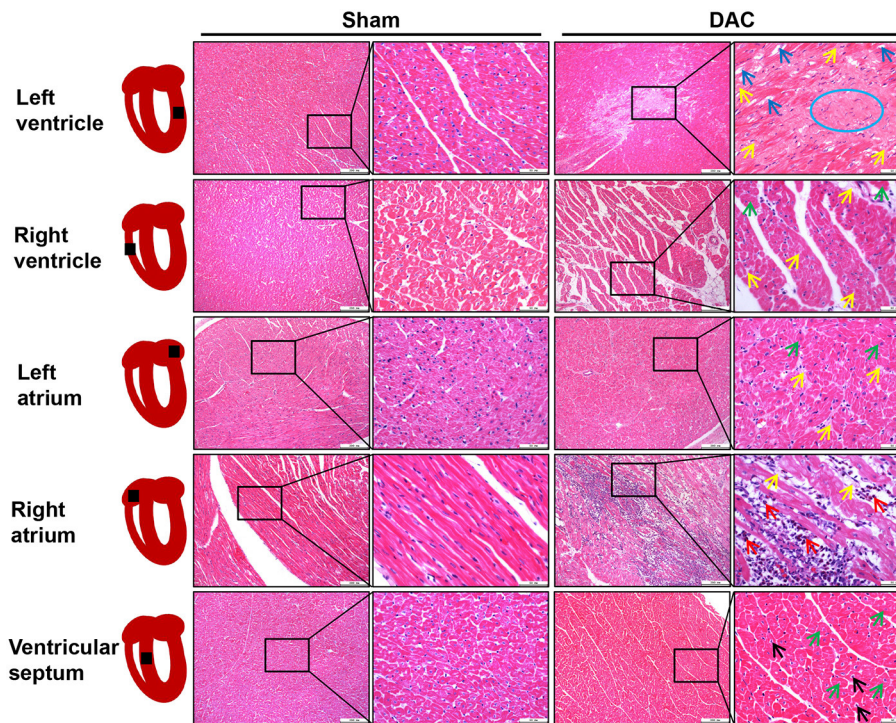 Sham
DAC
Left
ventricle
Right
ventricle
Left
atrium
Right
atrium
Ventricular
septum